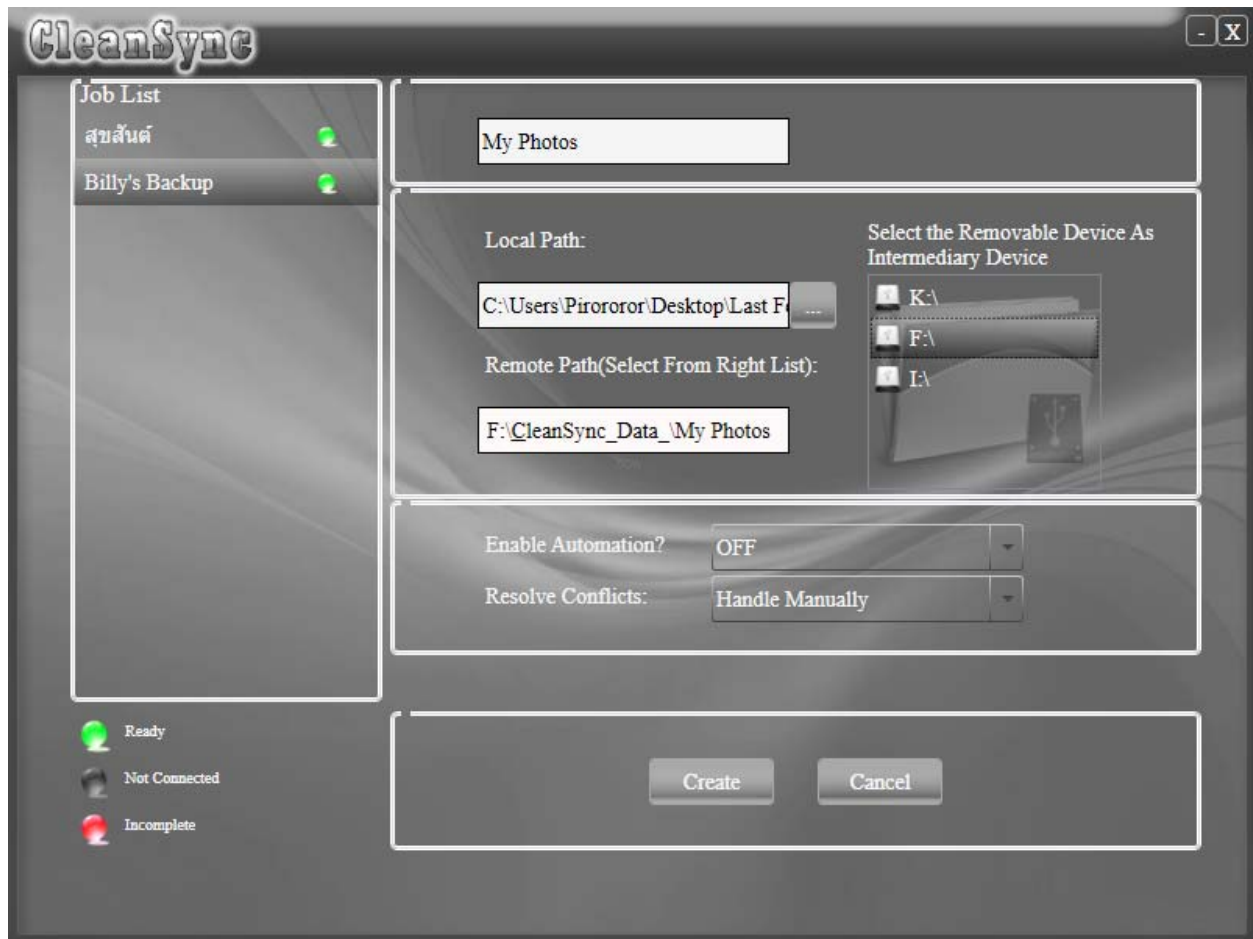 CleanSync
- X
Job List
สุขสันต์
Billy's Backup
Ready
Not Connected
Incomplete
My Photos
Local Path:
C:\Users\Pirororor\Desktop\Last
...
Remote Path(Select From Right List):
F:\CleanSync_Data_\My Photos
Select the Removable Device As
Intermediary Device
K:\
F:\
I:\
Enable Automation?
OFF
Resolve Conflicts:
Handle Manually
Create
Cancel